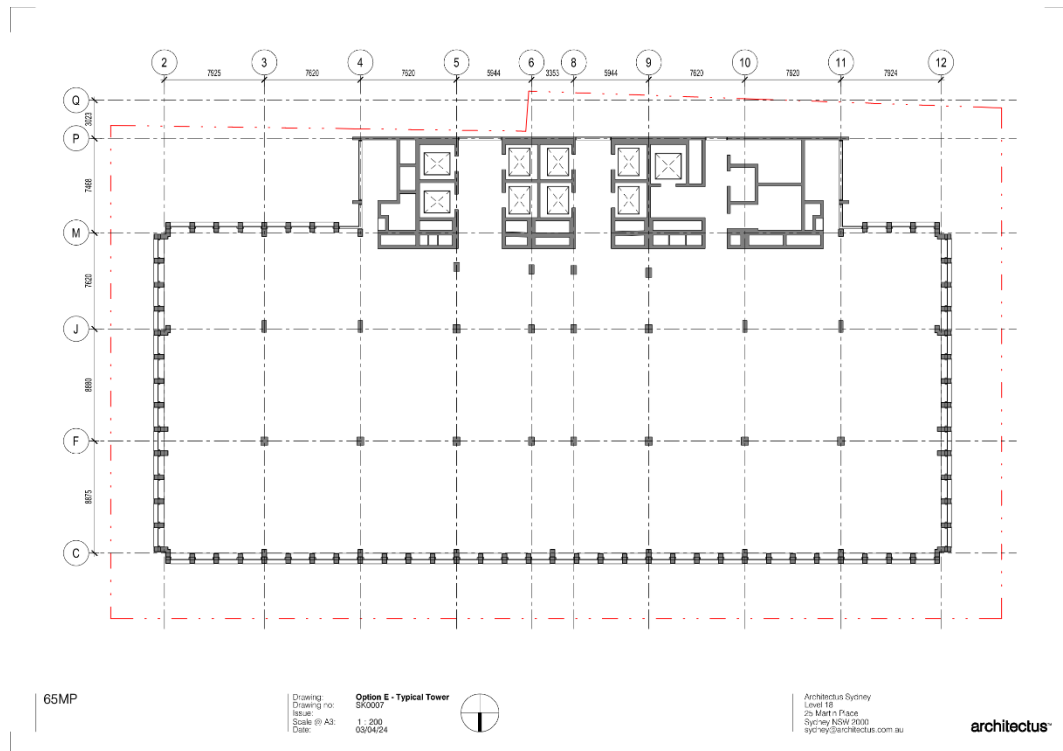 2 3 4 5 6 8 9 10 11 12
7925 7620 7620 5944 3353 5944 7620 7620 7924
Q
3023
P
7468
M
7620
J
8880
F
8875
C
65MP
Drawing: Option E - Typical Tower
Drawing no: SK0007
Issue:
Scale @ A3: 1 : 200
Date: 03/04/24
Architectus Sydney
Level 18
25 Martin Place
Sydney NSW 2000
sydney@architectus.com.au
architectus™